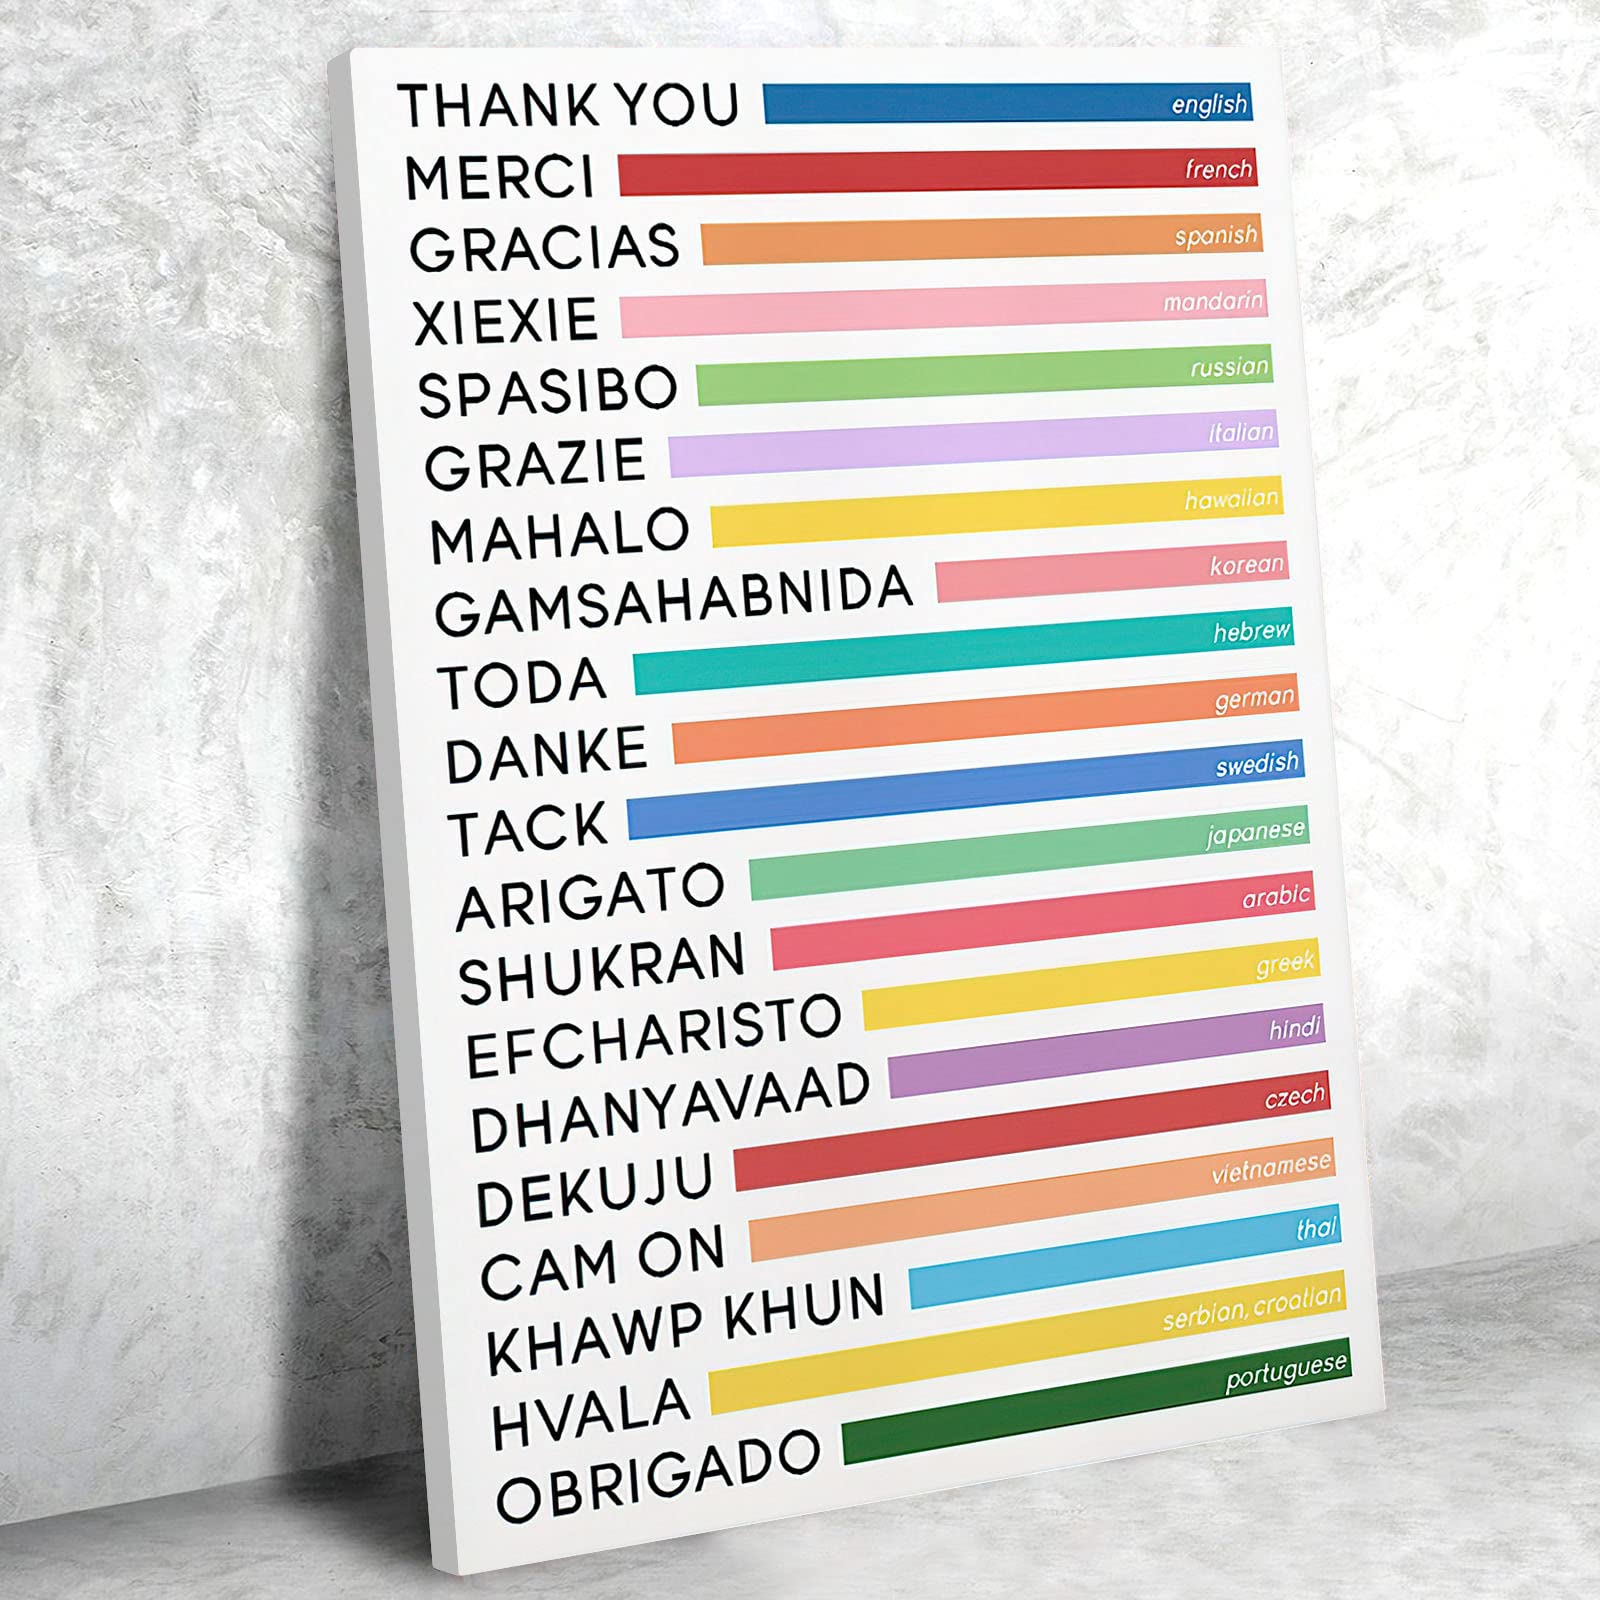 THANK YOU english
MERCI french
GRACIAS spanish
XIEXIE mandarin
SPASIBO russian
GRAZIE italian
MAHALO hawaiian
GAMSAHABNIDA korean
TODA hebrew
DANKE german
TACK swedish
ARIGATO japanese
SHUKRAN arabic
EFCHARISTO greek
DHANYAVAAD hindi
DEKUJU czech
CAM ON vietnamese
KHAWP KHUN thai
HVALA serbian, croatian
OBRIGADO portuguese